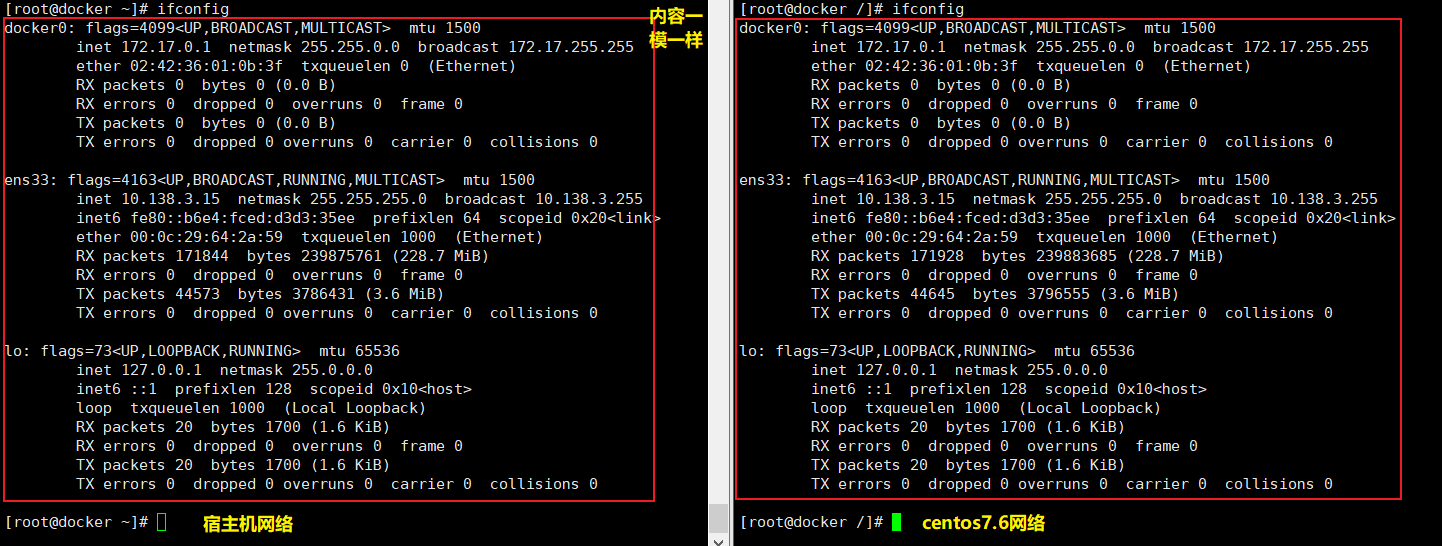 [root@docker ~]# ifconfig
docker0: flags=4099<UP,BROADCAST,MULTICAST>  mtu 1500
        inet 172.17.0.1  netmask 255.255.0.0  broadcast 172.17.255.255
        ether 02:42:36:01:0b:3f  txqueuelen 0  (Ethernet)
        RX packets 0  bytes 0 (0.0 B)
        RX errors 0  dropped 0  overruns 0  frame 0
        TX packets 0  bytes 0 (0.0 B)
        TX errors 0  dropped 0 overruns 0  carrier 0  collisions 0

ens33: flags=4163<UP,BROADCAST,RUNNING,MULTICAST>  mtu 1500
        inet 10.138.3.15  netmask 255.255.255.0  broadcast 10.138.3.255
        inet6 fe80::b6e4:fced:d3d3:35ee  prefixlen 64  scopeid 0x20<link>
        ether 00:0c:29:64:2a:59  txqueuelen 1000  (Ethernet)
        RX packets 171844  bytes 239875761 (228.7 MiB)
        RX errors 0  dropped 0  overruns 0  frame 0
        TX packets 44573  bytes 3786431 (3.6 MiB)
        TX errors 0  dropped 0 overruns 0  carrier 0  collisions 0

lo: flags=73<UP,LOOPBACK,RUNNING>  mtu 65536
        inet 127.0.0.1  netmask 255.0.0.0
        inet6 ::1  prefixlen 128  scopeid 0x10<host>
        loop  txqueuelen 1000  (Local Loopback)
        RX packets 20  bytes 1700 (1.6 KiB)
        RX errors 0  dropped 0  overruns 0  frame 0
        TX packets 20  bytes 1700 (1.6 KiB)
        TX errors 0  dropped 0 overruns 0  carrier 0  collisions 0

[root@docker ~]#
宿主机网络
内容一
模一样
[root@docker /]# ifconfig
docker0: flags=4099<UP,BROADCAST,MULTICAST>  mtu 1500
        inet 172.17.0.1  netmask 255.255.0.0  broadcast 172.17.255.255
        ether 02:42:36:01:0b:3f  txqueuelen 0  (Ethernet)
        RX packets 0  bytes 0 (0.0 B)
        RX errors 0  dropped 0  overruns 0  frame 0
        TX packets 0  bytes 0 (0.0 B)
        TX errors 0  dropped 0 overruns 0  carrier 0  collisions 0

ens33: flags=4163<UP,BROADCAST,RUNNING,MULTICAST>  mtu 1500
        inet 10.138.3.15  netmask 255.255.255.0  broadcast 10.138.3.255
        inet6 fe80::b6e4:fced:d3d3:35ee  prefixlen 64  scopeid 0x20<link>
        ether 00:0c:29:64:2a:59  txqueuelen 1000  (Ethernet)
        RX packets 171928  bytes 239883685 (228.7 MiB)
        RX errors 0  dropped 0  overruns 0  frame 0
        TX packets 44645  bytes 3796555 (3.6 MiB)
        TX errors 0  dropped 0 overruns 0  carrier 0  collisions 0

lo: flags=73<UP,LOOPBACK,RUNNING>  mtu 65536
        inet 127.0.0.1  netmask 255.0.0.0
        inet6 ::1  prefixlen 128  scopeid 0x10<host>
        loop  txqueuelen 1000  (Local Loopback)
        RX packets 20  bytes 1700 (1.6 KiB)
        RX errors 0  dropped 0  overruns 0  frame 0
        TX packets 20  bytes 1700 (1.6 KiB)
        TX errors 0  dropped 0 overruns 0  carrier 0  collisions 0

[root@docker /]#
centos7.6网络